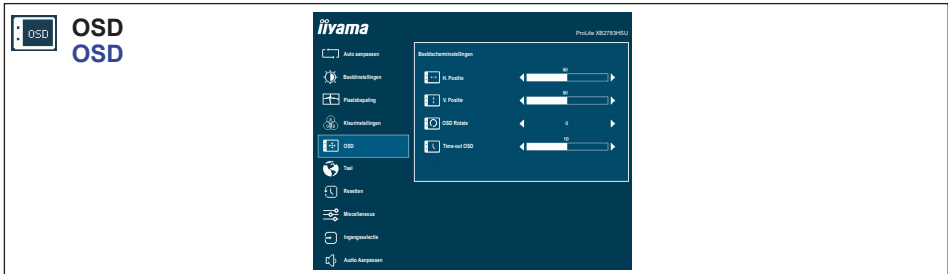 OSD
OSD
OSD
iiyama
ProLite XB2783HSU
Auto aanpassen
Beeldinstellingen
Plaatsbepaling
Kleurinstellingen
OSD
Taal
Resetten
Miscellaneous
Ingangsselectie
Audio Aanpassen
Beeldscherminstellingen
H. Positie
50
V. Positie
50
OSD Rotate
0
Time-out OSD
10